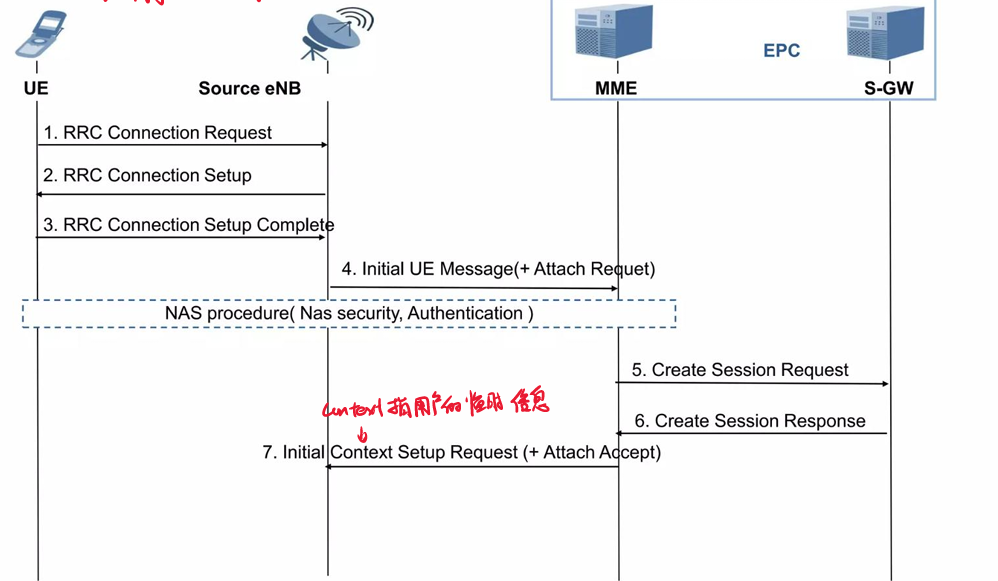 EPC
UE
Source eNB
MME
S-GW
1. RRC Connection Request
2. RRC Connection Setup
3. RRC Connection Setup Complete
4. Initial UE Message(+ Attach Requet)
NAS procedure( Nas security, Authentication )
5. Create Session Request
context 指用户的临时信息
6. Create Session Response
7. Initial Context Setup Request (+ Attach Accept)